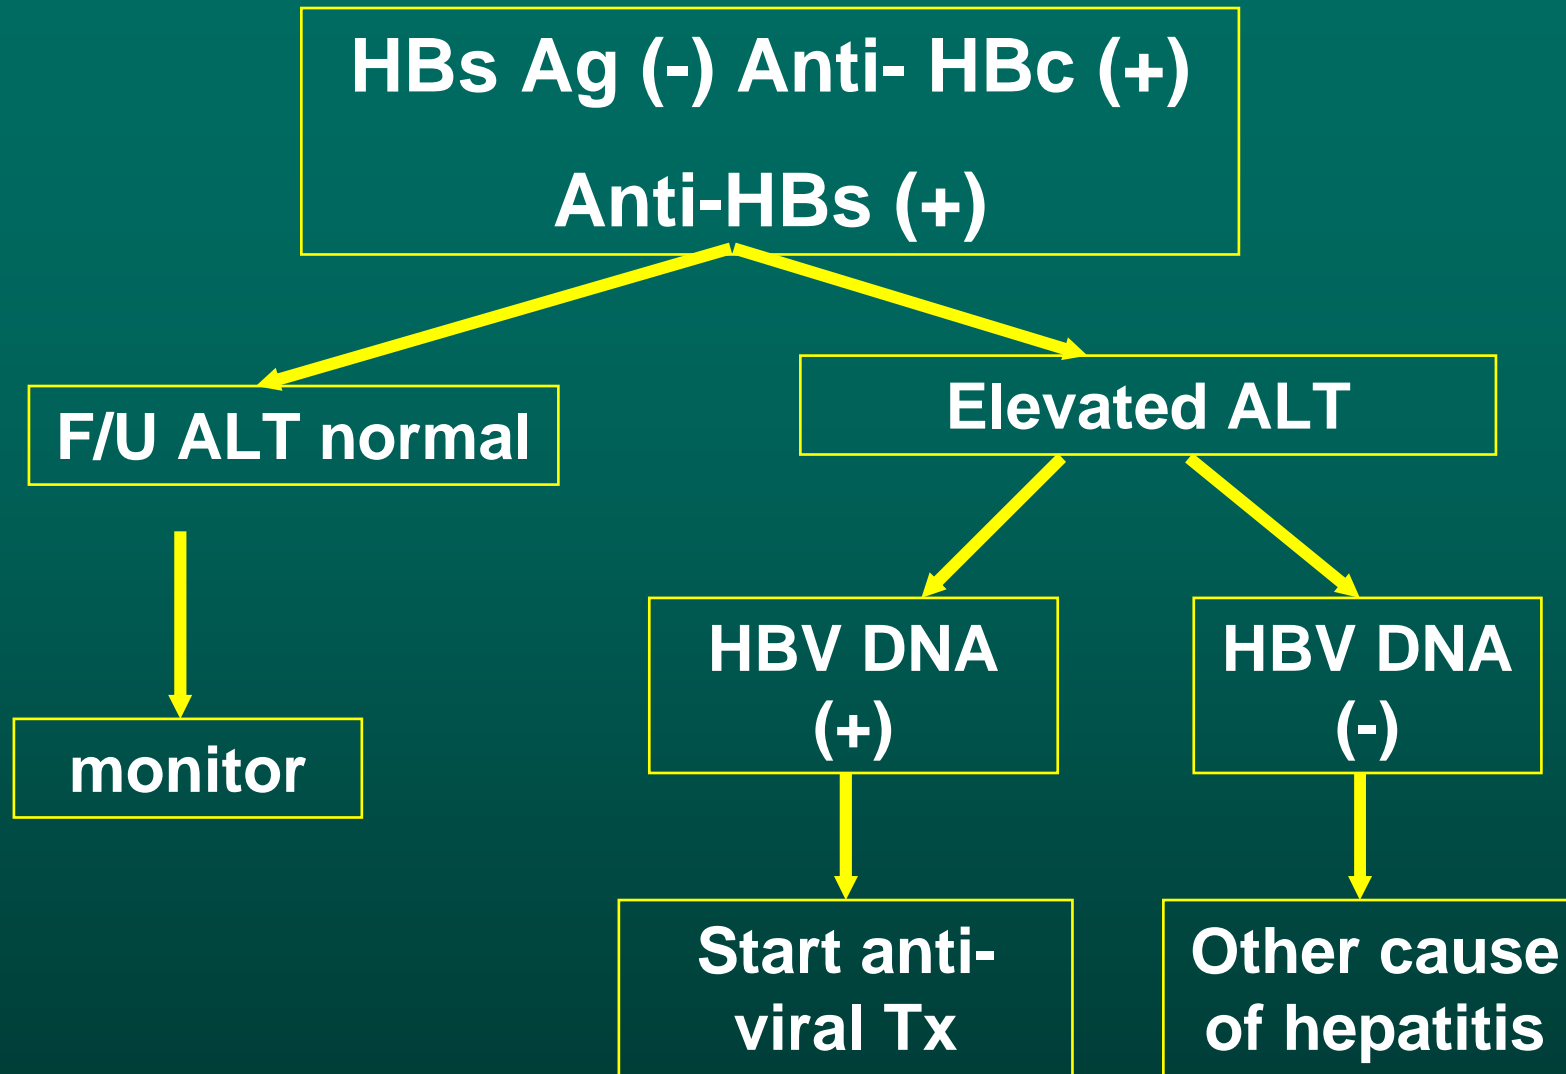 HBs Ag (-) Anti- HBc (+)
Anti-HBs (+)
F/U ALT normal
Elevated ALT
monitor
HBV DNA
(+)
HBV DNA
(-)
Start anti-
viral Tx
Other cause
of hepatitis